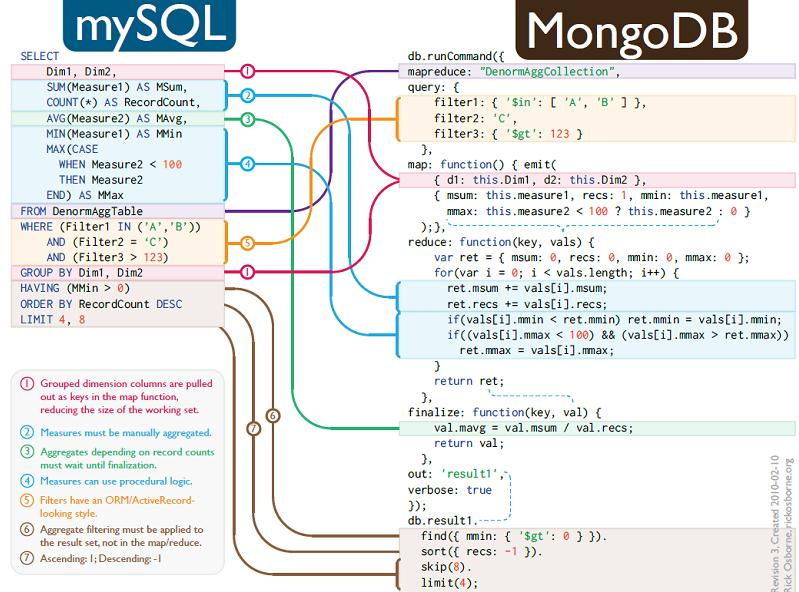 mySQL
SELECT
Dim1, Dim2,
SUM(Measure1) AS MSum,
COUNT(*) AS RecordCount,
AVG(Measure2) AS MAvg,
MIN(Measure1) AS MMin
MAX(CASE
WHEN Measure2 < 100
THEN Measure2
END) AS MMax
FROM DenormAggTable
WHERE (Filter1 IN ('A','B'))
AND (Filter2 = 'C')
AND (Filter3 > 123)
GROUP BY Dim1, Dim2
HAVING (MMin > 0)
ORDER BY RecordCount DESC
LIMIT 4, 8
1
2
3
4
5
1
6
7
1 Grouped dimension columns are pulled
out as keys in the map function,
reducing the size of the working set.
2 Measures must be manually aggregated.
3 Aggregates depending on record counts
must wait until finalization.
4 Measures can use procedural logic.
5 Filters have an ORM/ActiveRecord-
looking style.
6 Aggregate filtering must be applied to
the result set, not in the map/reduce.
7 Ascending: 1; Descending: -1
MongoDB
db.runCommand({
mapreduce: "DenormAggCollection",
query: {
filter1: { '$in': [ 'A', 'B' ] },
filter2: 'C',
filter3: { '$gt': 123 }
},
map: function() { emit(
{ d1: this.Dim1, d2: this.Dim2 },
{ msum: this.measure1, recs: 1, mmin: this.measure1,
mmax: this.measure2 < 100 ? this.measure2 : 0 }
);},
reduce: function(key, vals) {
var ret = { msum: 0, recs: 0, mmin: 0, mmax: 0 };
for(var i = 0; i < vals.length; i++) {
ret.msum += vals[i].msum;
ret.recs += vals[i].recs;
if(vals[i].mmin < ret.mmin) ret.mmin = vals[i].mmin;
if((vals[i].mmax < 100) && (vals[i].mmax > ret.mmax))
ret.mmax = vals[i].mmax;
}
return ret;
},
finalize: function(key, val) {
val.mavg = val.msum / val.recs;
return val;
},
out: 'result1',
verbose: true
});
db.result1.
find({ mmin: { '$gt': 0 } }).
sort({ recs: -1 }).
skip(8).
limit(4);
Revision 3, Created 2010-02-10
Rick Osborne, rickosborne.org